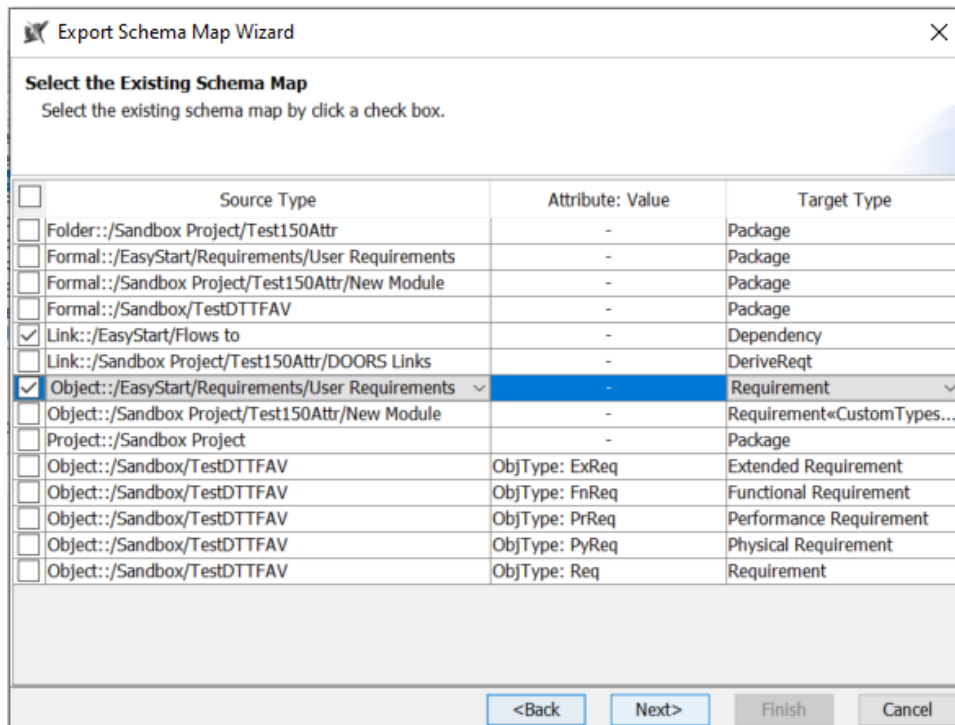 Export Schema Map Wizard
Select the Existing Schema Map
Select the existing schema map by click a check box.
Source Type Attribute: Value Target Type
Folder::/Sandbox Project/Test150Attr - Package
Formal::/EasyStart/Requirements/User Requirements - Package
Formal::/Sandbox Project/Test150Attr/New Module - Package
Formal::/Sandbox/TestDTTFAV - Package
Link::/EasyStart/Flows to - Dependency
Link::/Sandbox Project/Test150Attr/DOORS Links - DeriveReqt
Object::/EasyStart/Requirements/User Requirements - Requirement
Object::/Sandbox Project/Test150Attr/New Module - Requirement«CustomTypes...
Project::/Sandbox Project - Package
Object::/Sandbox/TestDTTFAV ObjType: ExReq Extended Requirement
Object::/Sandbox/TestDTTFAV ObjType: FnReq Functional Requirement
Object::/Sandbox/TestDTTFAV ObjType: PrReq Performance Requirement
Object::/Sandbox/TestDTTFAV ObjType: PyReq Physical Requirement
Object::/Sandbox/TestDTTFAV ObjType: Req Requirement
<Back Next> Finish Cancel